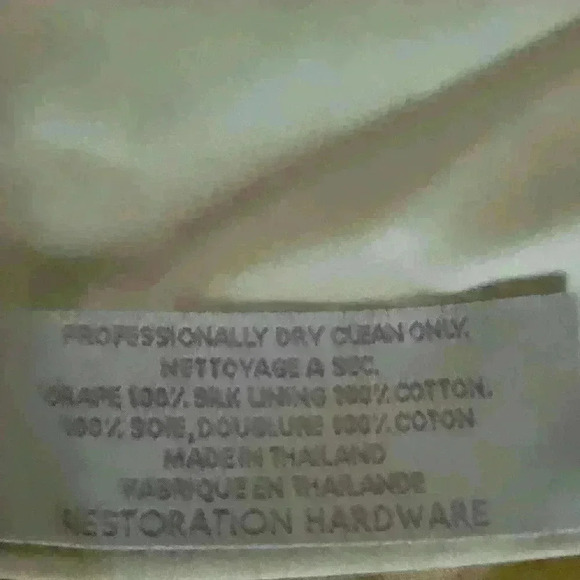 PROFESSIONALLY DRY CLEAN ONLY.
NETTOYAGE A SEC.
DRAPE 100% SILK LINING 100% COTTON.
100% SOIE, DOUBLURE 100% COTON
MADE IN THAILAND
FABRIQUE EN THAILANDE
RESTORATION HARDWARE